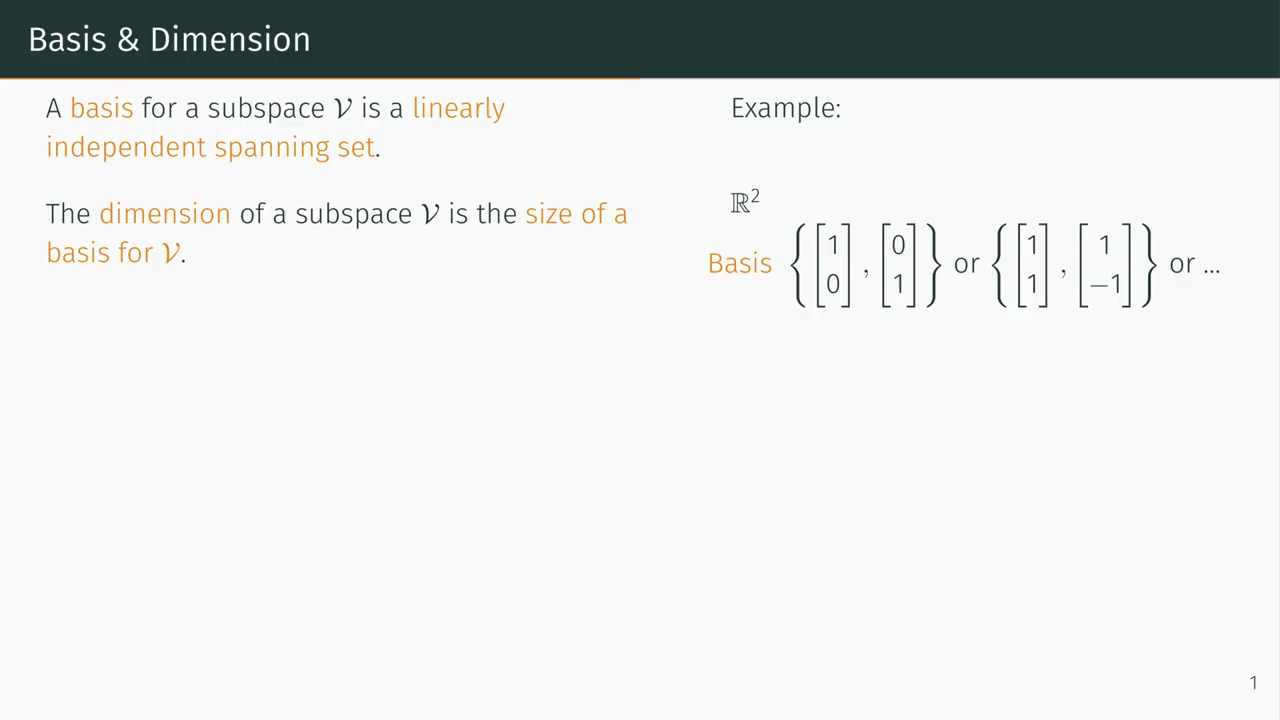 Basis & Dimension
A basis for a subspace 𝒱 is a linearly
independent spanning set.
The dimension of a subspace 𝒱 is the size of a
basis for 𝒱.
Example:
ℝ²
Basis {[1 0], [0 1]} or {[1 1], [1 −1]} or ...
1